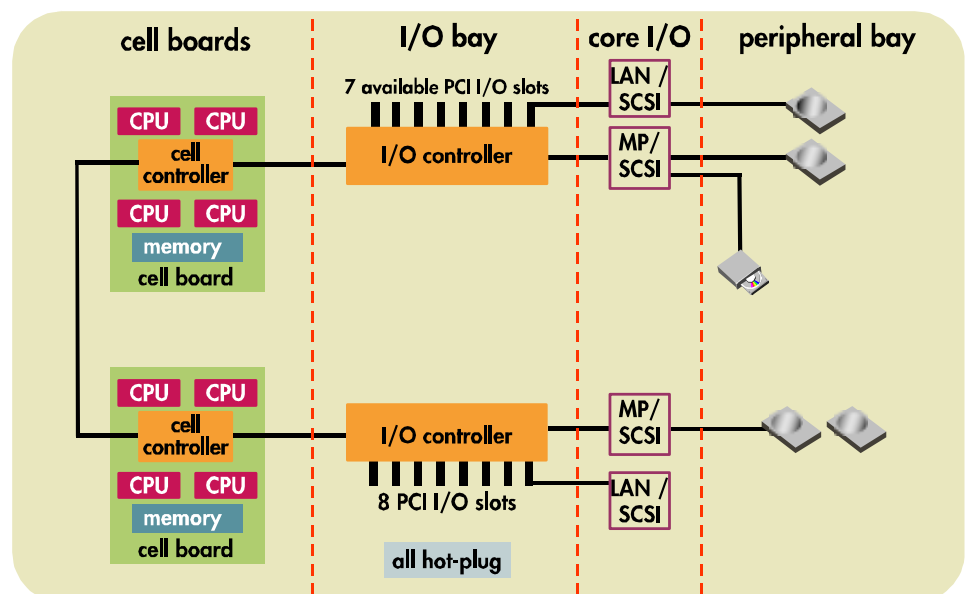 cell boards
I/O bay
core I/O
peripheral bay
7 available PCI I/O slots
LAN /
SCSI
CPU
CPU
cell
controller
I/O controller
MP/
SCSI
CPU
CPU
memory
cell board
CPU
CPU
cell
controller
I/O controller
MP/
SCSI
CPU
CPU
8 PCI I/O slots
LAN /
SCSI
memory
cell board
all hot-plug